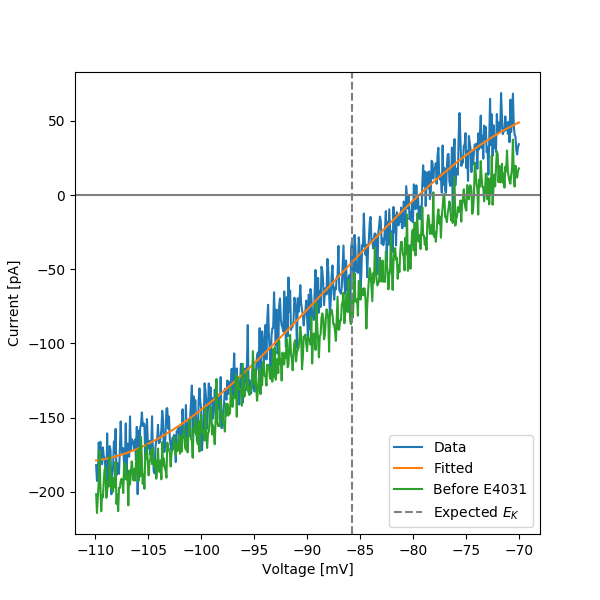 50
0
−50
−100
−150
−200
Current [pA]
−110 −105 −100 −95 −90 −85 −80 −75 −70
Voltage [mV]
Data
Fitted
Before E4031
Expected E_K